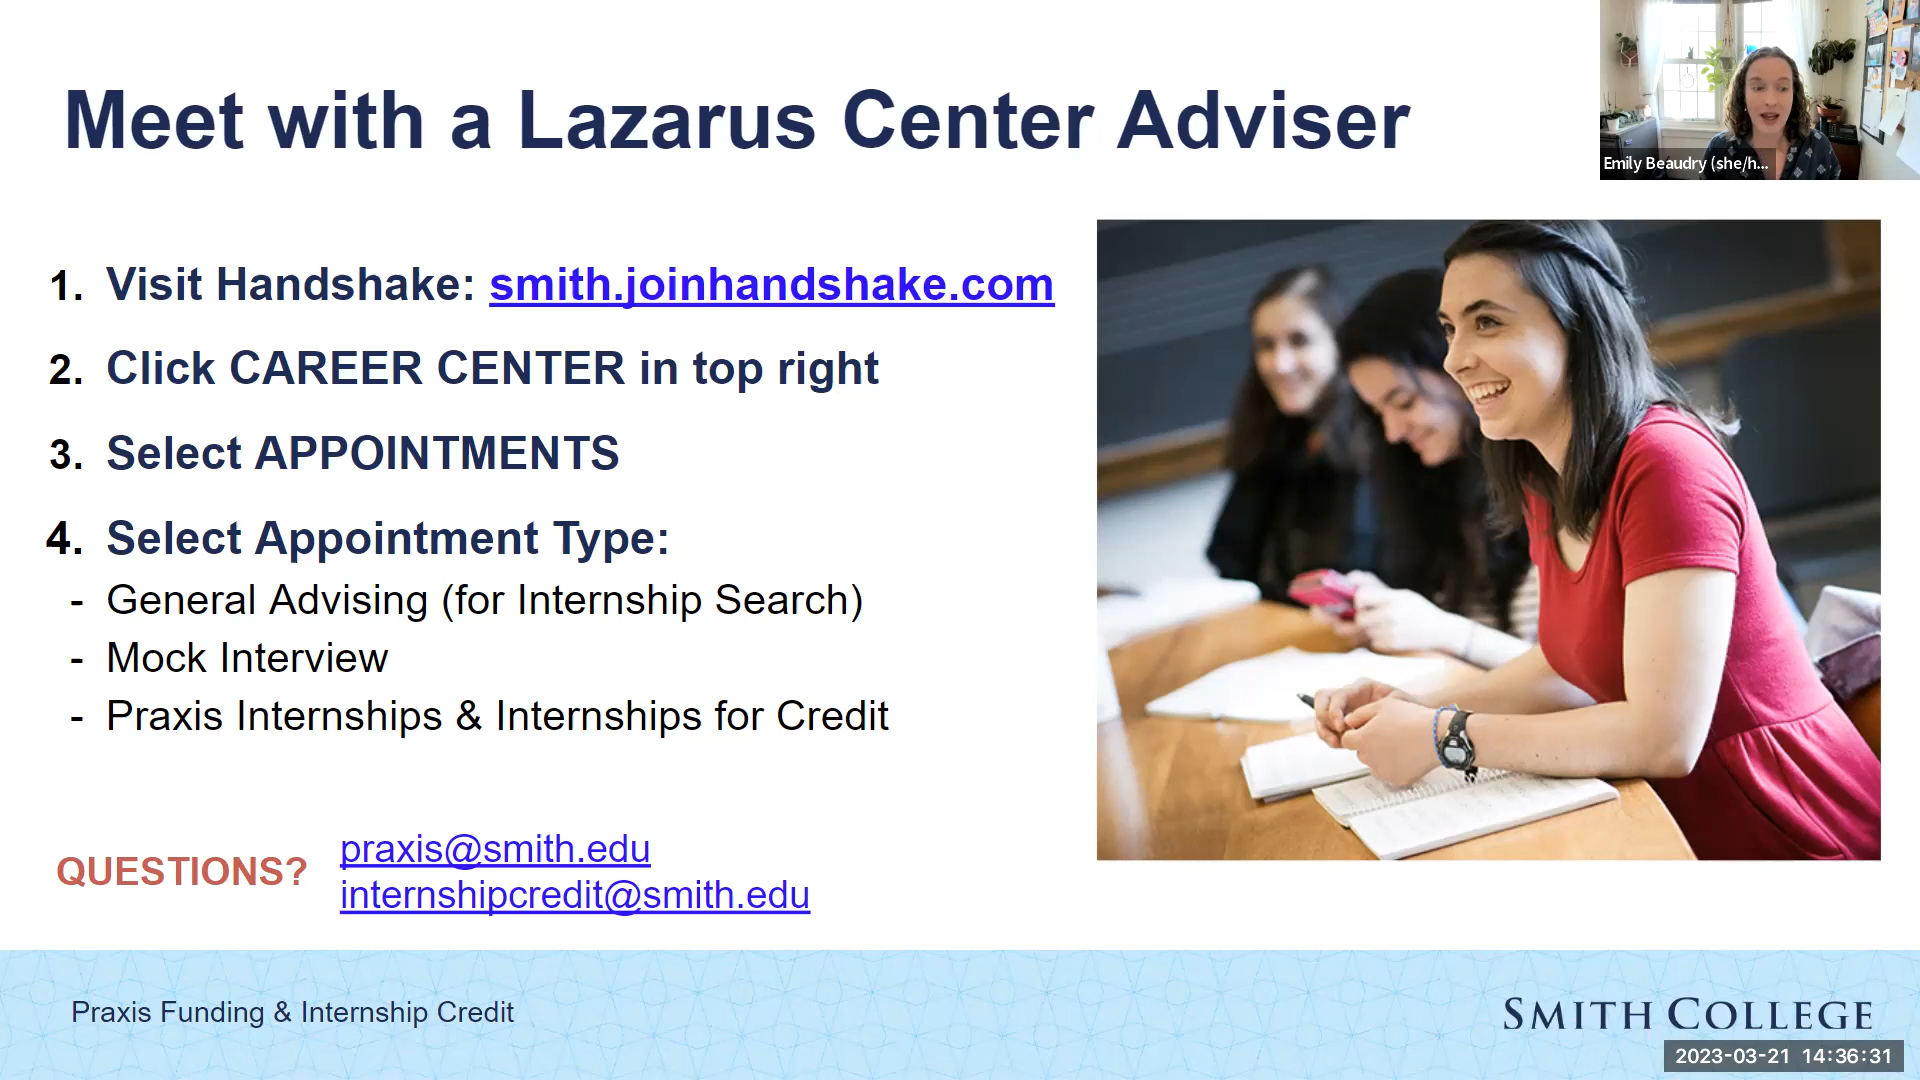 Meet with a Lazarus Center Adviser
Emily Beaudry (she/h...
1. Visit Handshake: smith.joinhandshake.com
2. Click CAREER CENTER in top right
3. Select APPOINTMENTS
4. Select Appointment Type:
- General Advising (for Internship Search)
- Mock Interview
- Praxis Internships & Internships for Credit
QUESTIONS?
praxis@smith.edu
internshipcredit@smith.edu
Praxis Funding & Internship Credit
SMITH COLLEGE
2023-03-21 14:36:31